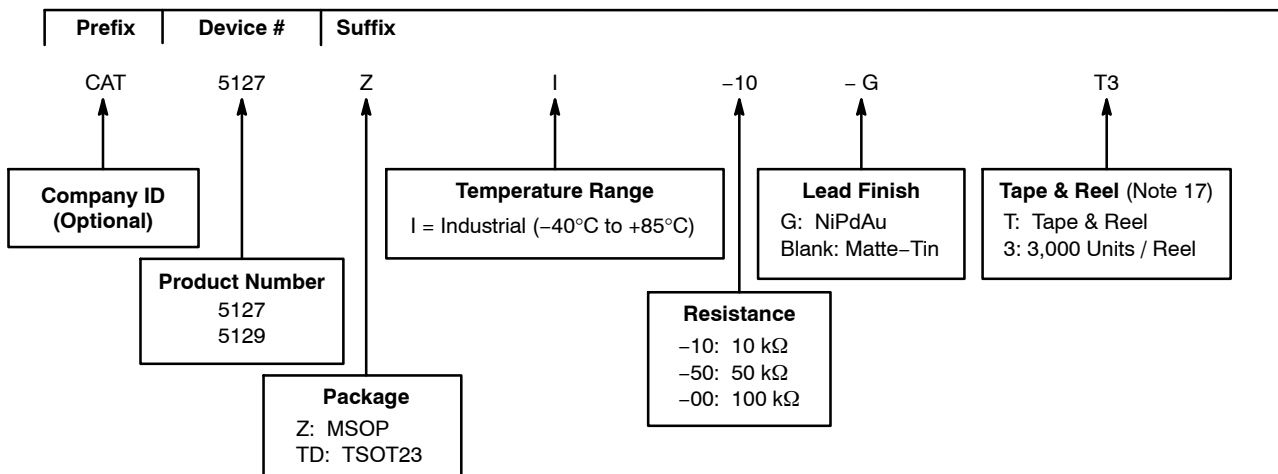 Prefix Device # Suffix
CAT 5127 Z I −10 − G T3
Company ID
(Optional)
Temperature Range
I = Industrial (−40°C to +85°C)
Lead Finish
G: NiPdAu
Blank: Matte−Tin
Tape & Reel (Note 17)
T: Tape & Reel
3: 3,000 Units / Reel
Product Number
5127
5129
Resistance
−10: 10 kΩ
−50: 50 kΩ
−00: 100 kΩ
Package
Z: MSOP
TD: TSOT23